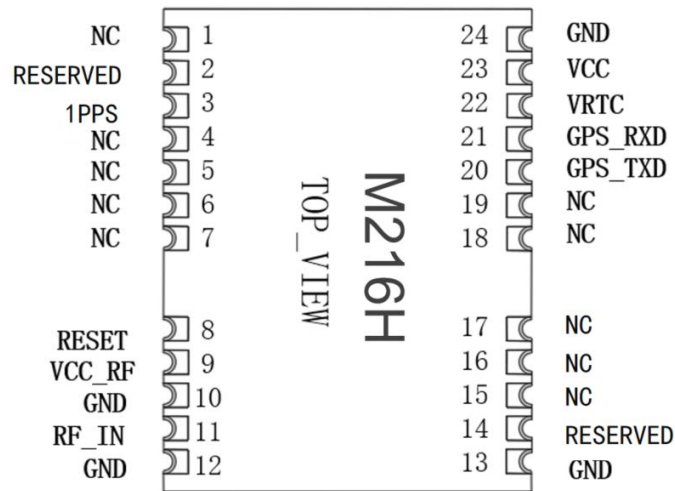 NC 1 24 GND
RESERVED 2 23 VCC
1PPS 3 22 VRTC
NC 4 21 GPS_RXD
NC 5 20 GPS_TXD
NC 6 19 NC
NC 7 18 NC
TOP_VIEW
M216H
RESET 8 17 NC
VCC_RF 9 16 NC
GND 10 15 NC
RF_IN 11 14 RESERVED
GND 12 13 GND